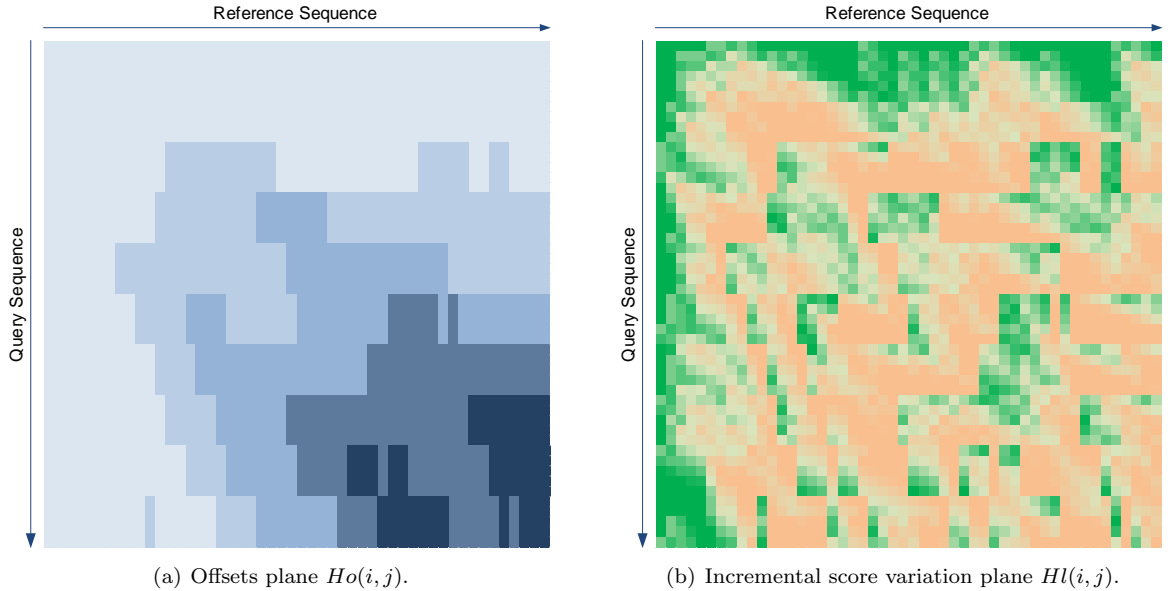 Reference Sequence
Reference Sequence
Query Sequence
Query Sequence
(a) Offsets plane Ho(i, j).
(b) Incremental score variation plane Hl(i, j).